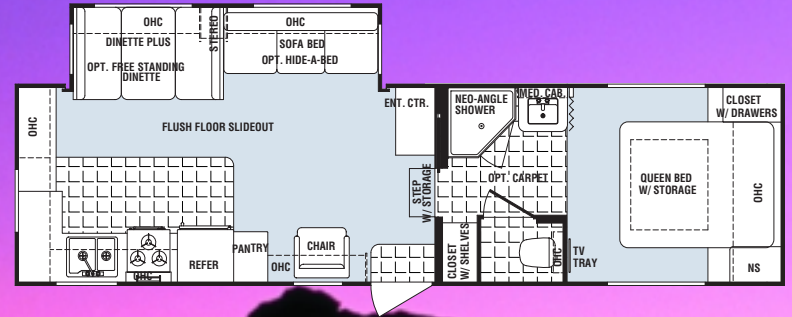 OHC
DINETTE PLUS
OPT. FREE STANDING
DINETTE
STEREO
OHC
SOFA BED
OPT. HIDE-A-BED
OHC
FLUSH FLOOR SLIDEOUT
ENT. CTR.
NEO-ANGLE
SHOWER
MED. CAB.
CLOSET
W/ DRAWERS
OPT. CARPET
STEP
W/ STORAGE
QUEEN BED
W/ STORAGE
OHC
PANTRY
CHAIR
OHC
REFER
OHC
CLOSET
W/ SHELVES
OHC
TV
TRAY
NS